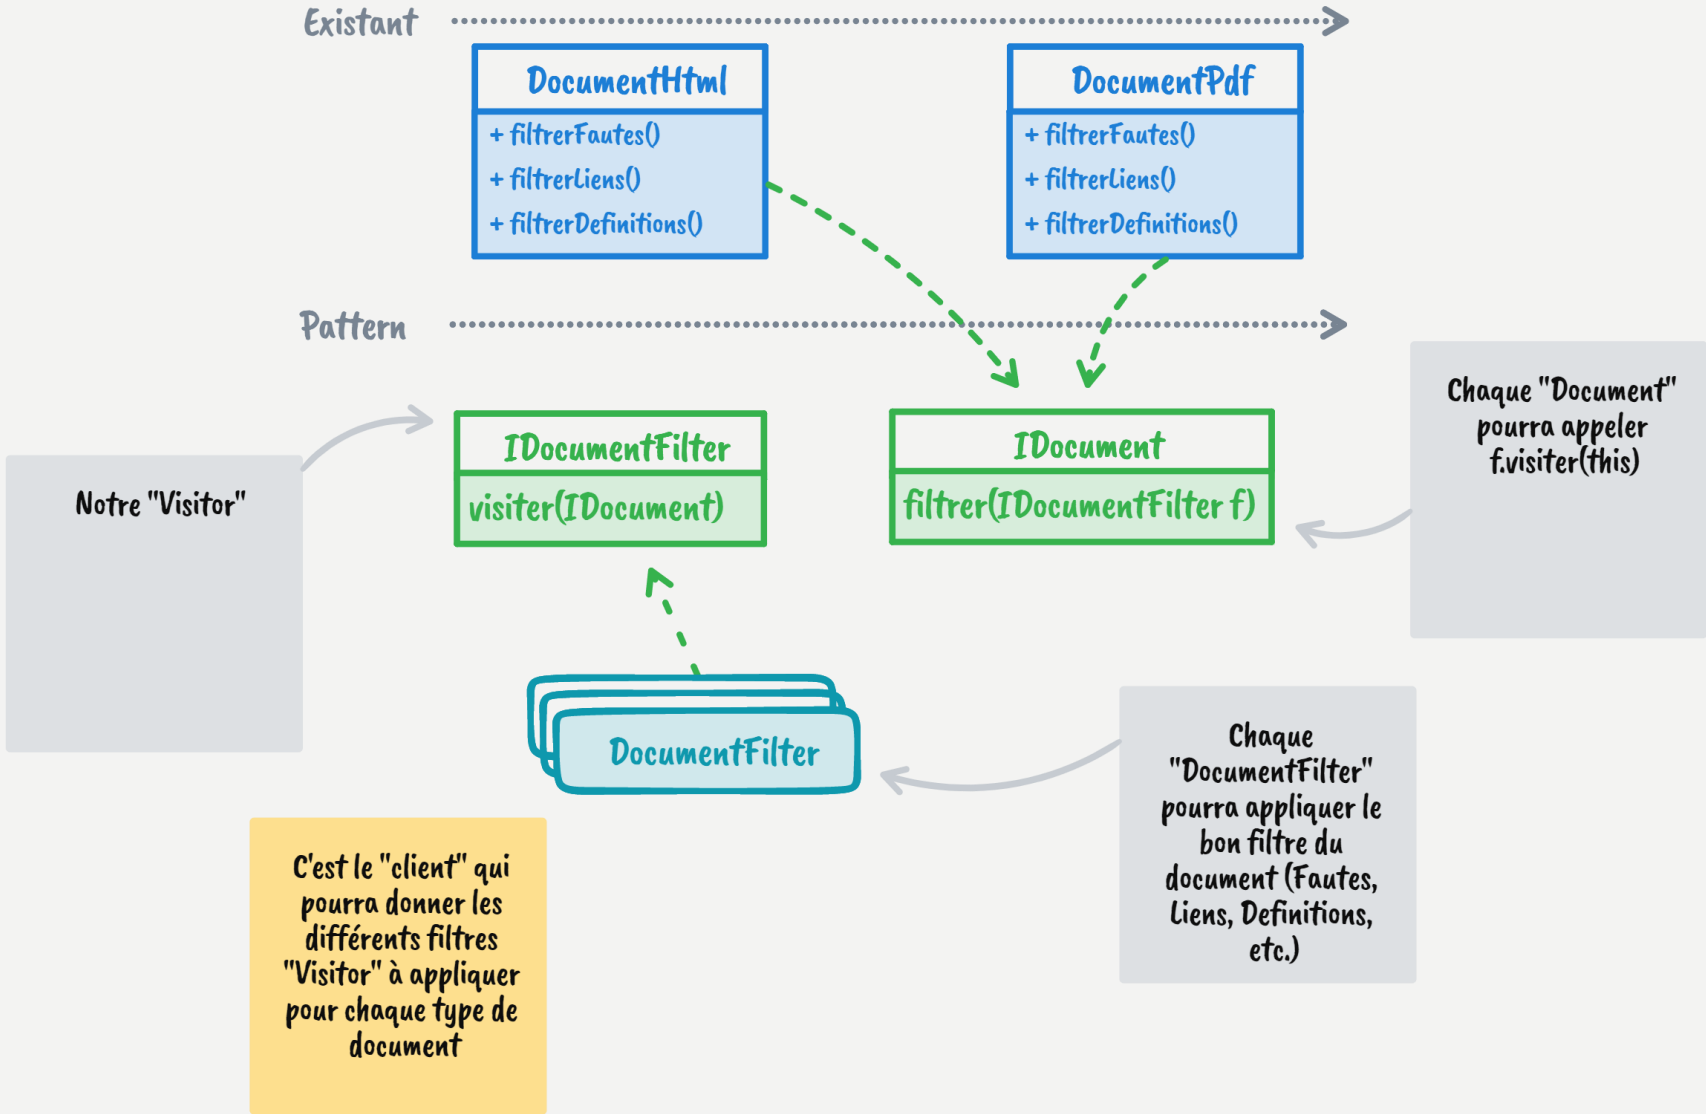 Existant
DocumentHtml
+ filtrerFautes()
+ filtrerLiens()
+ filtrerDefinitions()
DocumentPdf
+ filtrerFautes()
+ filtrerLiens()
+ filtrerDefinitions()
Pattern
Notre "Visitor"
IDocumentFilter
visiter(IDocument)
IDocument
filtrer(IDocumentFilter f)
Chaque "Document"
pourra appeler
f.visiter(this)
DocumentFilter
Chaque
"DocumentFilter"
pourra appliquer le
bon filtre du
document (Fautes,
Liens, Definitions,
etc.)
C'est le "client" qui
pourra donner les
différents filtres
"Visitor" à appliquer
pour chaque type de
document